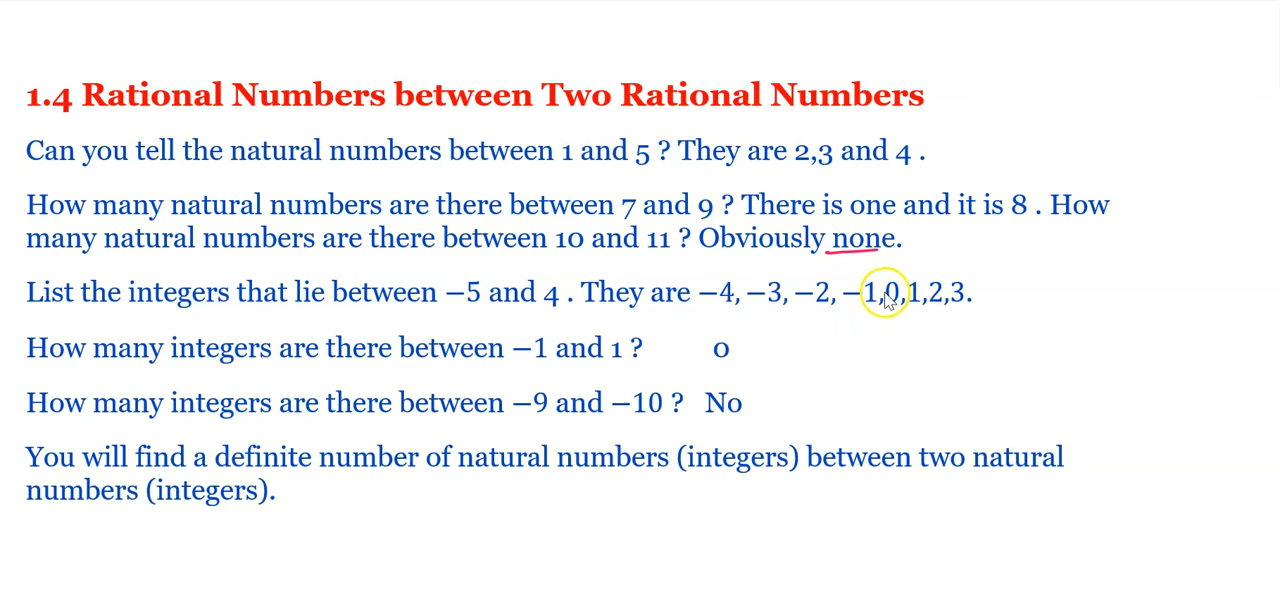 1.4 Rational Numbers between Two Rational Numbers
Can you tell the natural numbers between 1 and 5 ? They are 2,3 and 4 .
How many natural numbers are there between 7 and 9 ? There is one and it is 8 . How
many natural numbers are there between 10 and 11 ? Obviously none.
List the integers that lie between −5 and 4 . They are −4, −3, −2, −1,0,1,2,3.
How many integers are there between −1 and 1 ? 0
How many integers are there between −9 and −10 ? No
You will find a definite number of natural numbers (integers) between two natural
numbers (integers).